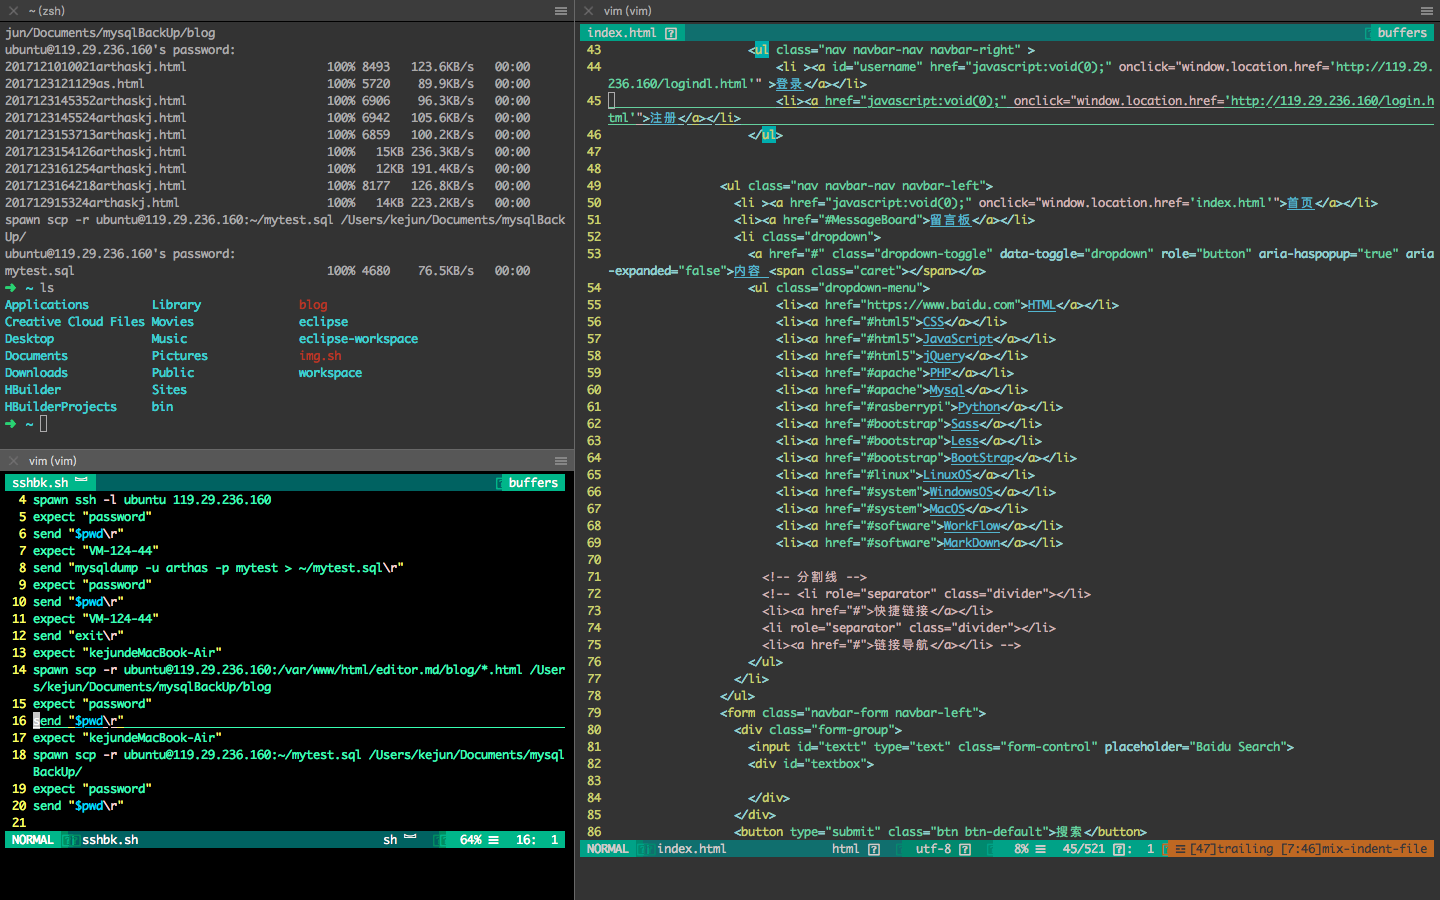 ~ (zsh)
jun/Documents/mysqlBackUp/blog
ubuntu@119.29.236.160's password:
2017121010021arthaskj.html 100% 8493 123.6KB/s 00:00
2017123121129as.html 100% 5720 89.9KB/s 00:00
2017123145352arthaskj.html 100% 6906 96.3KB/s 00:00
2017123145524arthaskj.html 100% 6942 105.6KB/s 00:00
2017123153713arthaskj.html 100% 6859 100.2KB/s 00:00
2017123154126arthaskj.html 100% 15KB 236.3KB/s 00:00
2017123161254arthaskj.html 100% 12KB 191.4KB/s 00:00
2017123164218arthaskj.html 100% 8177 126.8KB/s 00:00
201712915324arthaskj.html 100% 14KB 223.2KB/s 00:00
spawn scp -r ubuntu@119.29.236.160:~/mytest.sql /Users/kejun/Documents/mysqlBack
Up/
ubuntu@119.29.236.160's password:
mytest.sql 100% 4680 76.5KB/s 00:00
➜ ~ ls
Applications Library blog
Creative Cloud Files Movies eclipse
Desktop Music eclipse-workspace
Documents Pictures img.sh
Downloads Public workspace
HBuilder Sites
HBuilderProjects bin
➜ ~
vim (vim)
sshbk.sh buffers
4 spawn ssh -l ubuntu 119.29.236.160
5 expect "password"
6 send "$pwd\r"
7 expect "VM-124-44"
8 send "mysqldump -u arthas -p mytest > ~/mytest.sql\r"
9 expect "password"
10 send "$pwd\r"
11 expect "VM-124-44"
12 send "exit\r"
13 expect "kejundeMacBook-Air"
14 spawn scp -r ubuntu@119.29.236.160:/var/www/html/editor.md/blog/*.html /User
s/kejun/Documents/mysqlBackUp/blog
15 expect "password"
16 send "$pwd\r"
17 expect "kejundeMacBook-Air"
18 spawn scp -r ubuntu@119.29.236.160:~/mytest.sql /Users/kejun/Documents/mysql
BackUp/
19 expect "password"
20 send "$pwd\r"
21
NORMAL sshbk.sh sh 64% ☰ 16: 1
vim (vim)
index.html buffers
43 <ul class="nav navbar-nav navbar-right" >
44 <li ><a id="username" href="javascript:void(0);" onclick="window.location.href='http://119.29.
236.160/logindl.html'" >登录</a></li>
45 <li><a href="javascript:void(0);" onclick="window.location.href='http://119.29.236.160/login.h
tml'">注册</a></li>
46 </ul>
47
48
49 <ul class="nav navbar-nav navbar-left">
50 <li ><a href="javascript:void(0);" onclick="window.location.href='index.html'">首页</a></li>
51 <li><a href="#MessageBoard">留言板</a></li>
52 <li class="dropdown">
53 <a href="#" class="dropdown-toggle" data-toggle="dropdown" role="button" aria-haspopup="true" aria
-expanded="false">内容 <span class="caret"></span></a>
54 <ul class="dropdown-menu">
55 <li><a href="https://www.baidu.com">HTML</a></li>
56 <li><a href="#html5">CSS</a></li>
57 <li><a href="#html5">JavaScript</a></li>
58 <li><a href="#html5">jQuery</a></li>
59 <li><a href="#apache">PHP</a></li>
60 <li><a href="#apache">Mysql</a></li>
61 <li><a href="#rasberrypi">Python</a></li>
62 <li><a href="#bootstrap">Sass</a></li>
63 <li><a href="#bootstrap">Less</a></li>
64 <li><a href="#bootstrap">BootStrap</a></li>
65 <li><a href="#linux">LinuxOS</a></li>
66 <li><a href="#system">WindowsOS</a></li>
67 <li><a href="#system">MacOS</a></li>
68 <li><a href="#software">WorkFlow</a></li>
69 <li><a href="#software">MarkDown</a></li>
70
71 <!-- 分割线 -->
72 <!-- <li role="separator" class="divider"></li>
73 <li><a href="#">快捷链接</a></li>
74 <li role="separator" class="divider"></li>
75 <li><a href="#">链接导航</a></li> -->
76 </ul>
77 </li>
78 </ul>
79 <form class="navbar-form navbar-left">
80 <div class="form-group">
81 <input id="textt" type="text" class="form-control" placeholder="Baidu Search">
82 <div id="textbox">
83
84 </div>
85 </div>
86 <button type="submit" class="btn btn-default">搜索</button>
NORMAL index.html html utf-8 8% ☰ 45/521 : 1 ☲ [47]trailing [7:46]mix-indent-file